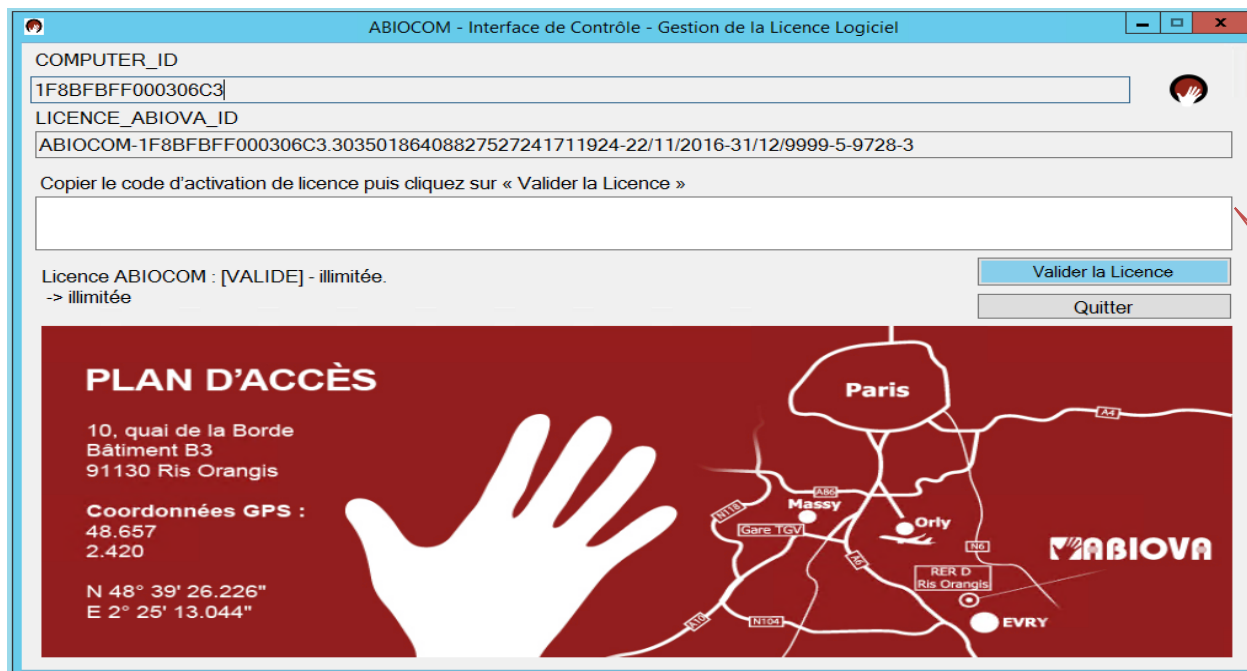 ABIOCOM - Interface de Contrôle - Gestion de la Licence Logiciel
COMPUTER_ID
1F8BFBFF000306C3
LICENCE_ABIOVA_ID
ABIOCOM-1F8BFBFF000306C3.30350186408827527241711924-22/11/2016-31/12/9999-5-9728-3
Copier le code d'activation de licence puis cliquez sur « Valider la Licence »
Licence ABIOCOM : [VALIDE] - illimitée.
-> illimitée
Valider la Licence
Quitter
PLAN D'ACCÈS
10, quai de la Borde
Bâtiment B3
91130 Ris Orangis
Coordonnées GPS :
48.657
2.420
N 48° 39' 26.226"
E 2° 25' 13.044"
Paris
A4
A86
Massy
N118
Gare TGV
Orly
N6
A6
RER D
Ris Orangis
ABIOVA
A10
N104
EVRY